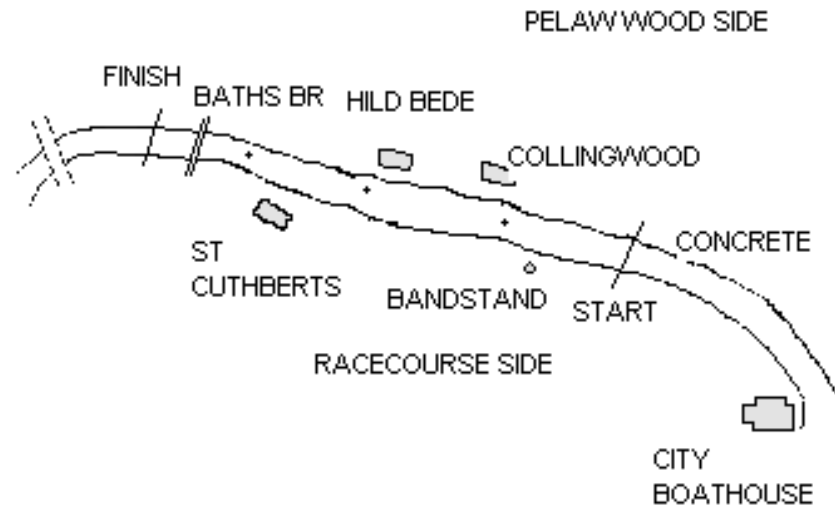 PELAW WOOD SIDE
FINISH
BATHS BR
HILD BEDE
COLLINGWOOD
CONCRETE
ST
CUTHBERTS
BANDSTAND
START
RACECOURSE SIDE
CITY
BOATHOUSE